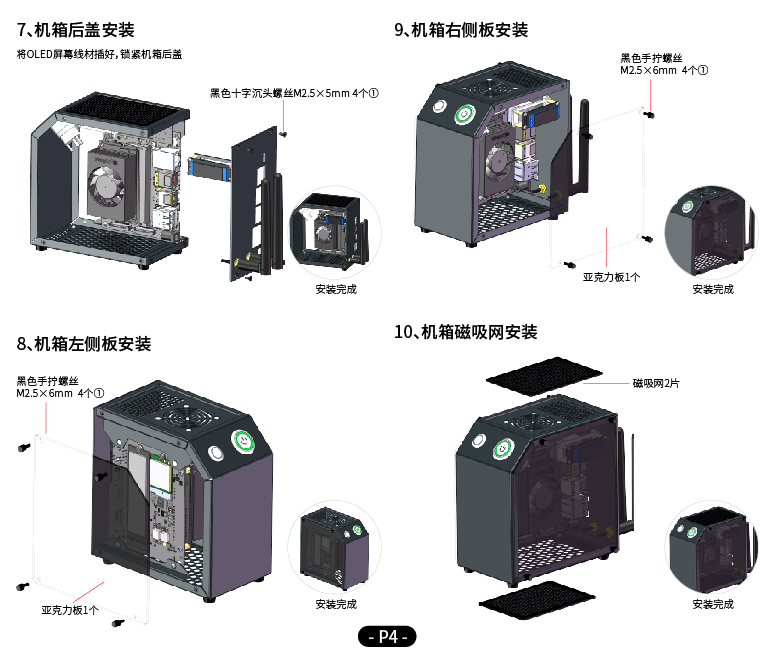 7、机箱后盖安装
将OLED屏幕线材插好,锁紧机箱后盖
黑色十字沉头螺丝M2.5×5mm 4个①
安装完成
8、机箱左侧板安装
黑色手拧螺丝
M2.5×6mm 4个①
亚克力板1个
安装完成
9、机箱右侧板安装
黑色手拧螺丝
M2.5×6mm 4个①
亚克力板1个
安装完成
10、机箱磁吸网安装
磁吸网2片
安装完成
- P4 -